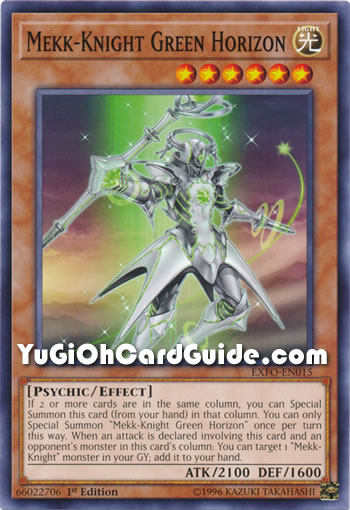 MEKK-KNIGHT GREEN HORIZON
LIGHT
光
YuGiOhCardGuide.com
EXFO-EN015
[PSYCHIC/EFFECT]
If 2 or more cards are in the same column, you can Special
Summon this card (from your hand) in that column. You can only
Special Summon "Mekk-Knight Green Horizon" once per turn
this way. When an attack is declared involving this card and an
opponent's monster in this card's column: You can target 1 "Mekk-
Knight" monster in your GY; add it to your hand.
ATK/2100 DEF/1600
66022706 1st Edition ©1996 KAZUKI TAKAHASHI